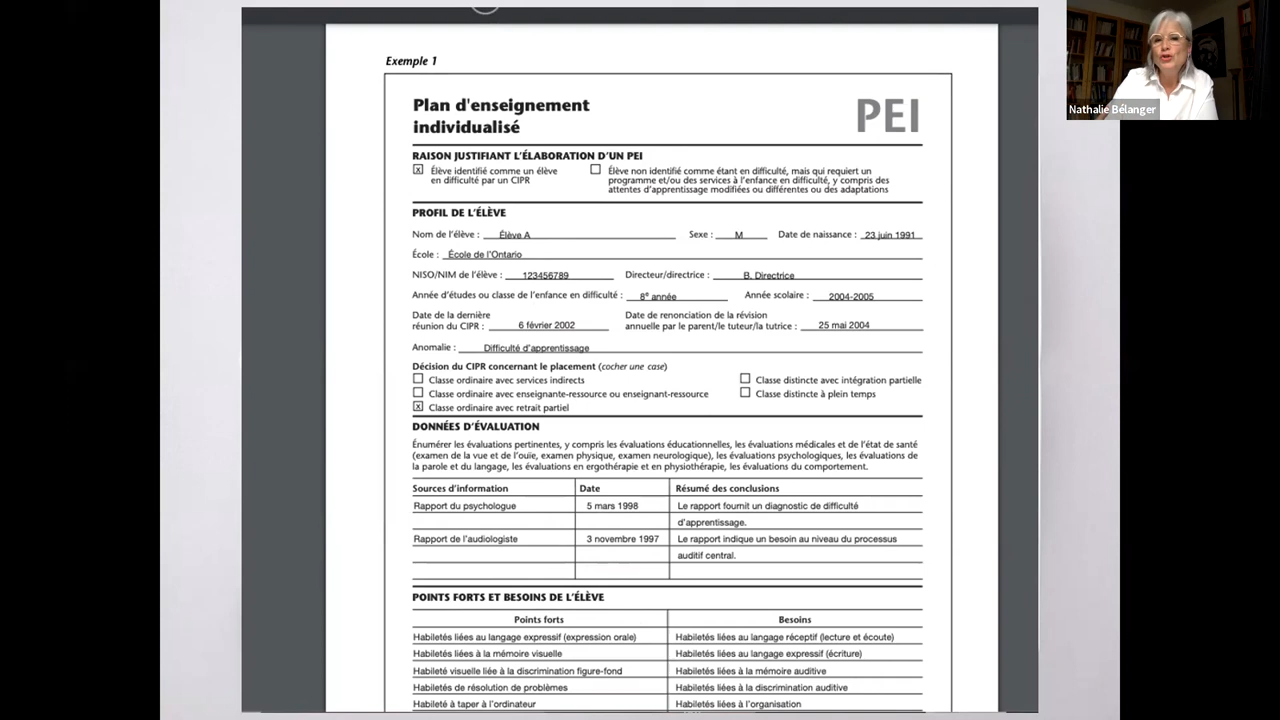 Exemple 1
Plan d'enseignement
individualisé
PEI
RAISON JUSTIFIANT L'ÉLABORATION D'UN PEI
x Élève identifié comme un élève
en difficulté par un CIPR
Élève non identifié comme étant en difficulté, mais qui requiert un
programme et/ou des services à l'enfance en difficulté, y compris des
attentes d'apprentissage modifiées ou différentes ou des adaptations
PROFIL DE L'ÉLÈVE
Nom de l'élève : Élève A Sexe : M Date de naissance : 23 juin 1991
École : École de l'Ontario
NISO/NIM de l'élève : 123456789 Directeur/directrice : B. Directrice
Année d'études ou classe de l'enfance en difficulté : 8e année Année scolaire : 2004-2005
Date de la dernière
réunion du CIPR : 6 février 2002
Date de renonciation de la révision
annuelle par le parent/le tuteur/la tutrice : 25 mai 2004
Anomalie : Difficulté d'apprentissage
Décision du CIPR concernant le placement (cocher une case)
Classe ordinaire avec services indirects
Classe ordinaire avec enseignante-ressource ou enseignant-ressource
x Classe ordinaire avec retrait partiel
Classe distincte avec intégration partielle
Classe distincte à plein temps
DONNÉES D'ÉVALUATION
Énumérer les évaluations pertinentes, y compris les évaluations éducationnelles, les évaluations médicales et de l'état de santé
(examen de la vue et de l'ouïe, examen physique, examen neurologique), les évaluations psychologiques, les évaluations de
la parole et du langage, les évaluations en ergothérapie et en physiothérapie, les évaluations du comportement.
Sources d'information Date Résumé des conclusions
Rapport du psychologue 5 mars 1998 Le rapport fournit un diagnostic de difficulté
d'apprentissage.
Rapport de l'audiologiste 3 novembre 1997 Le rapport indique un besoin au niveau du processus
auditif central.
POINTS FORTS ET BESOINS DE L'ÉLÈVE
Points forts Besoins
Habiletés liées au langage expressif (expression orale) Habiletés liées au langage réceptif (lecture et écoute)
Habiletés liées à la mémoire visuelle Habiletés liées au langage expressif (écriture)
Habileté visuelle liée à la discrimination figure-fond Habiletés liées à la mémoire auditive
Habiletés de résolution de problèmes Habiletés liées à la discrimination auditive
Habileté à taper à l'ordinateur Habiletés liées à l'organisation
Nathalie Bélanger